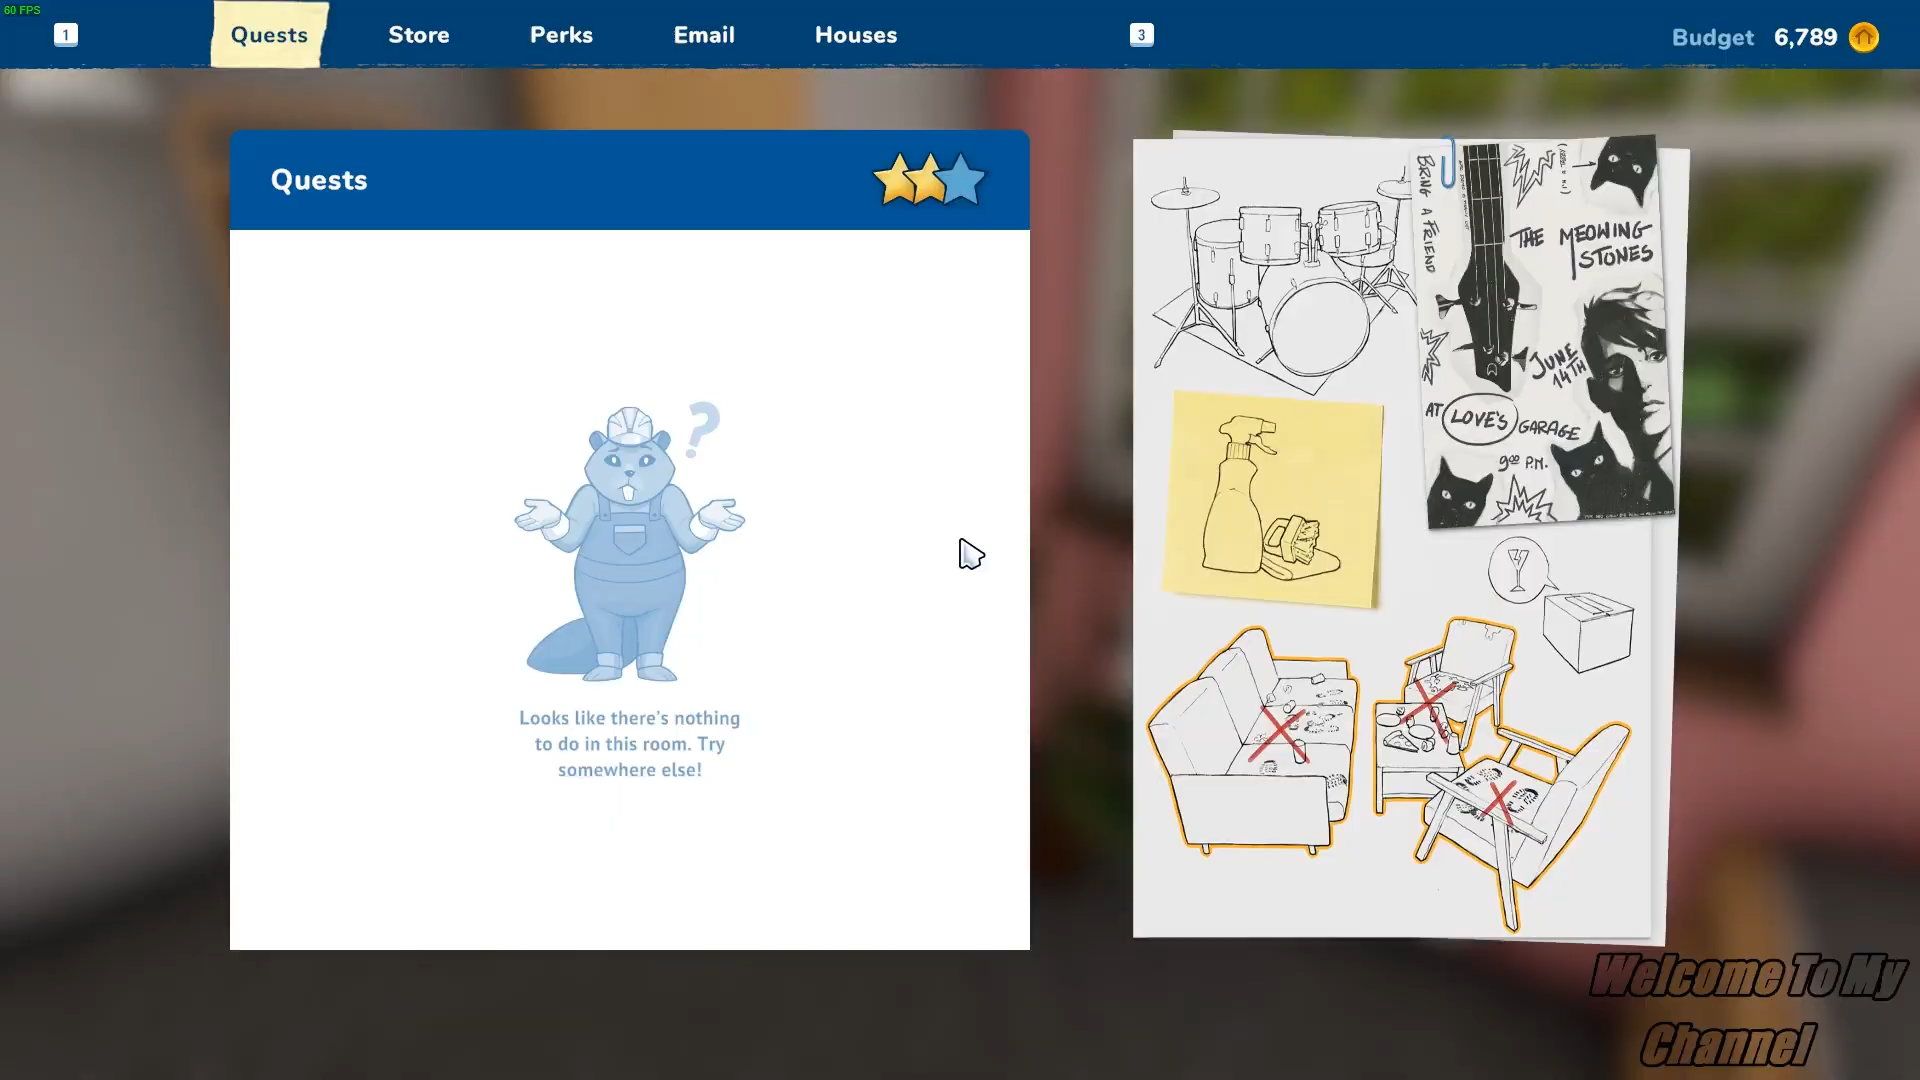 60 FPS
1
Quests
Store
Perks
Email
Houses
3
Budget 6,789
Quests
Looks like there's nothing
to do in this room. Try
somewhere else!
BRING A FRIEND
THE MEOWING
STONES
JUNE
14TH
AT LOVE'S GARAGE
900 P.M.
Welcome To My
Channel